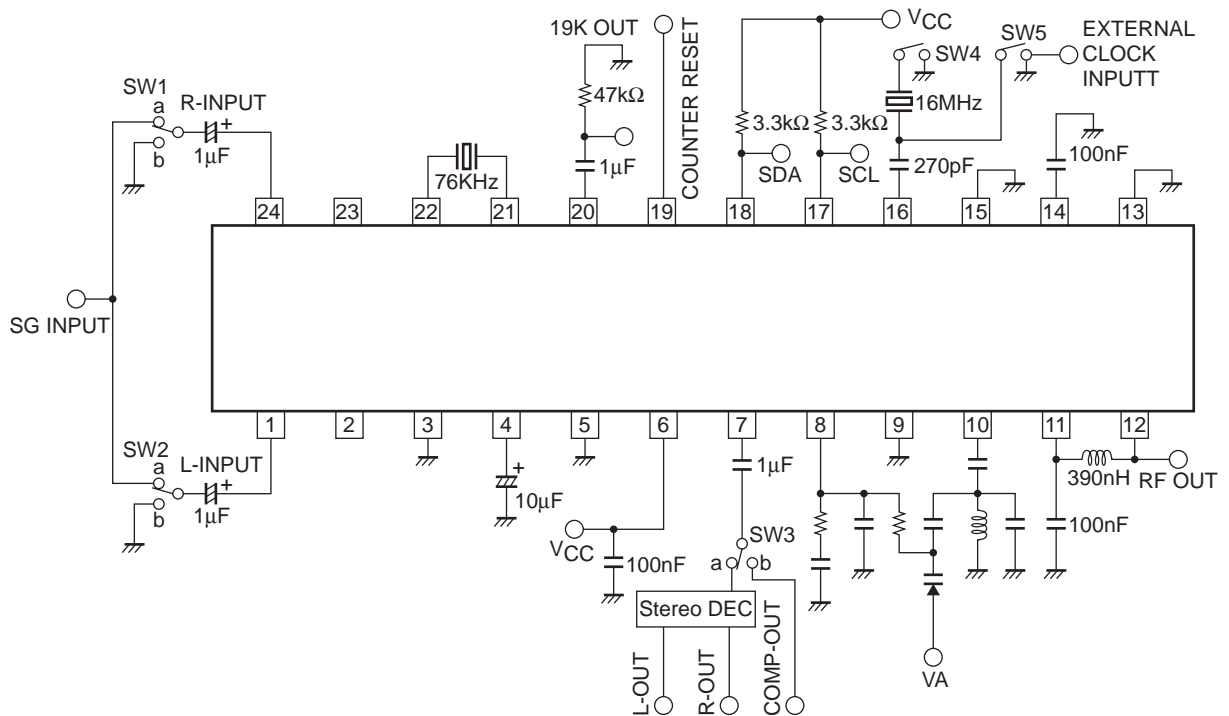 19K OUT
COUNTER RESET
VCC
SW4
SW5
EXTERNAL
CLOCK
INPUTT
SW1
a
b
R-INPUT
1μF
+
76KHz
47kΩ
1μF
3.3kΩ
3.3kΩ
SDA
SCL
16MHz
270pF
100nF
24
23
22
21
20
19
18
17
16
15
14
13
SG INPUT
1
2
3
4
5
6
7
8
9
10
11
12
SW2
a
b
L-INPUT
1μF
+
+
10μF
VCC
100nF
1μF
SW3
a
b
Stereo DEC
L-OUT
R-OUT
COMP-OUT
VA
390nH
RF OUT
100nF